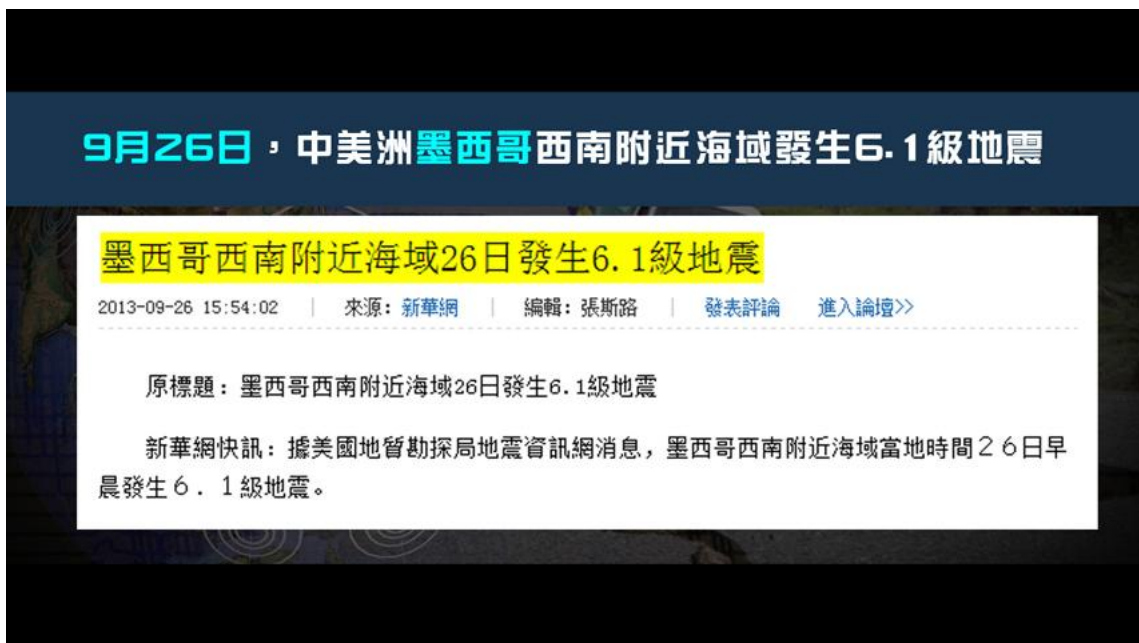 9月26日，中美洲墨西哥西南附近海域發生6.1級地震
墨西哥西南附近海域26日發生6.1級地震
2013-09-26 15:54:02 | 來源：新華網 | 編輯：張斯路 | 發表評論 進入論壇>>
原標題：墨西哥西南附近海域26日發生6.1級地震
新華網快訊：據美國地質勘探局地震資訊網消息，墨西哥西南附近海域當地時間２６日早
晨發生６．１級地震。